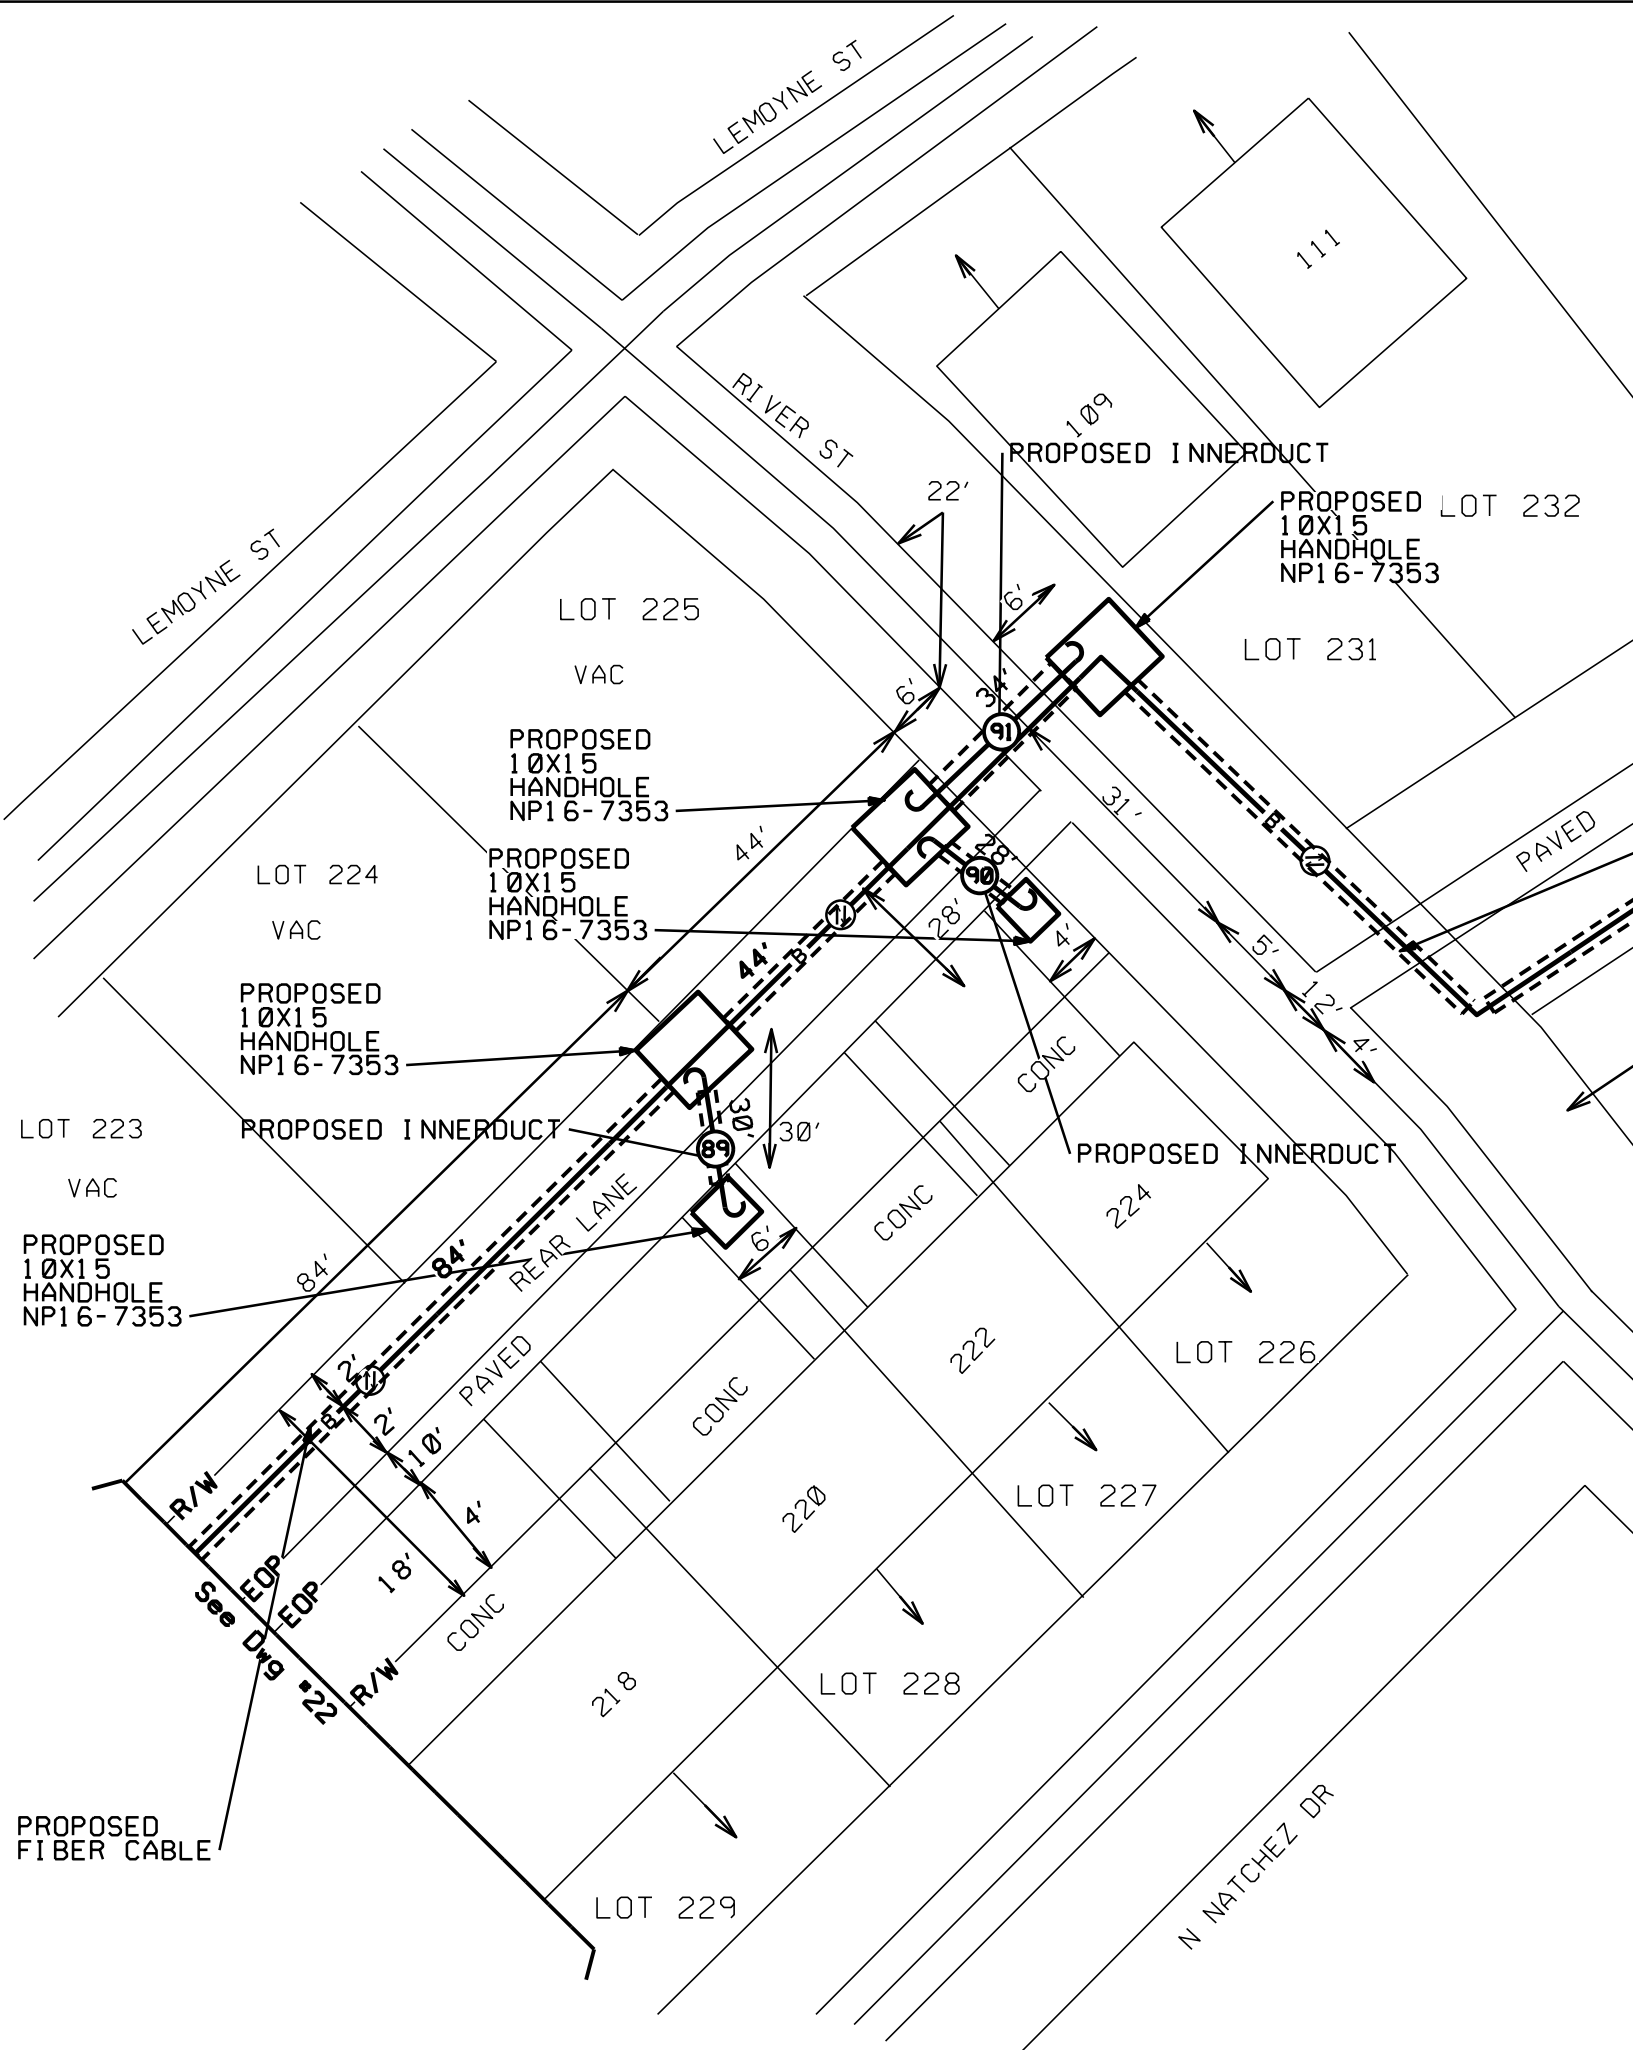 LEMOYNE ST
111
109
RIVER ST
PROPOSED INNERDUCT
22'
PROPOSED
10X15
HANDHOLE
NP16-7353
LOT 232
LEMOYNE ST
LOT 225
VAC
6'
LOT 231
6'
34'
91
PROPOSED
10X15
HANDHOLE
NP16-7353
31'
B
PAVED
44'
PROPOSED
10X15
HANDHOLE
NP16-7353
28'
90
LOT 224
VAC
28'
4'
5'
44'
B
12'
4'
PROPOSED
10X15
HANDHOLE
NP16-7353
CONC
LOT 223
VAC
PROPOSED INNERDUCT
30'
30'
89
PROPOSED INNERDUCT
REAR LANE
CONC
224
6'
84'
84'
PROPOSED
10X15
HANDHOLE
NP16-7353
LOT 226
222
2'
B
PAVED
2'
10'
CONC
R/W
4'
220
LOT 227
18'
EOP
EOP
CONC
See Dwg #22
R/W
218
LOT 228
PROPOSED
FIBER CABLE
N NATCHEZ DR
LOT 229